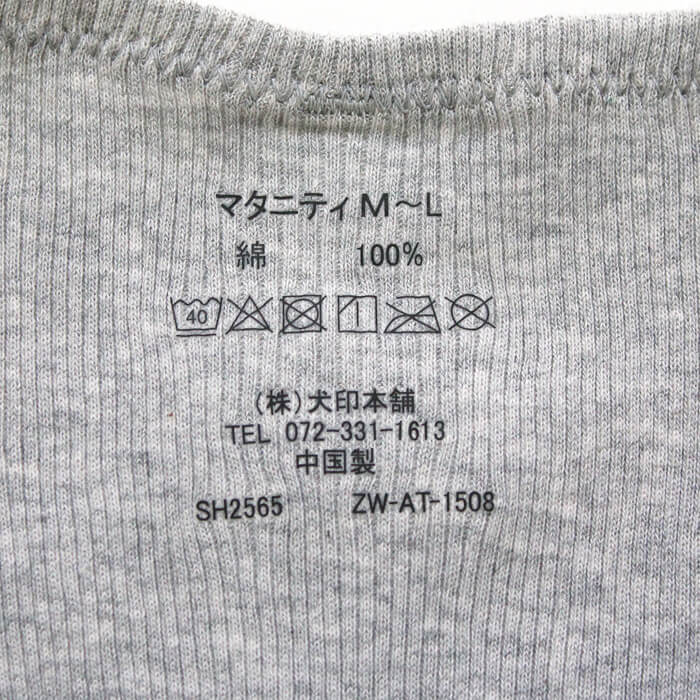 マタニティ M～L
綿 100%
40
（株）犬印本舗
TEL 072-331-1613
中国製
SH2565 ZW-AT-1508